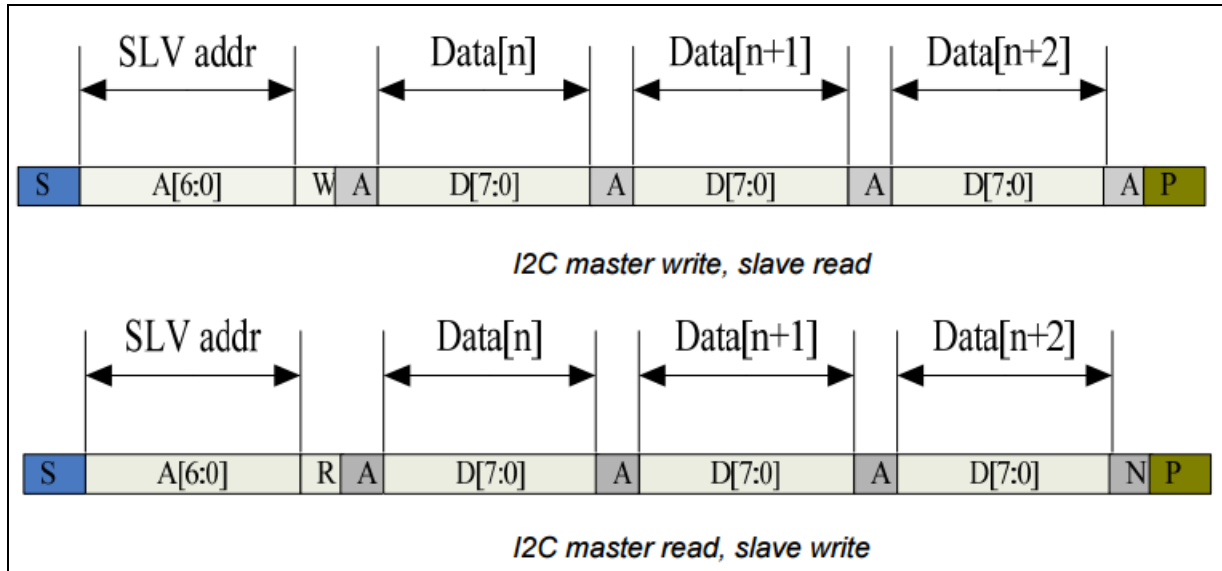 SLV addr Data[n] Data[n+1] Data[n+2]
S A[6:0] W A D[7:0] A D[7:0] A D[7:0] A P
I2C master write, slave read
SLV addr Data[n] Data[n+1] Data[n+2]
S A[6:0] R A D[7:0] A D[7:0] A D[7:0] N P
I2C master read, slave write